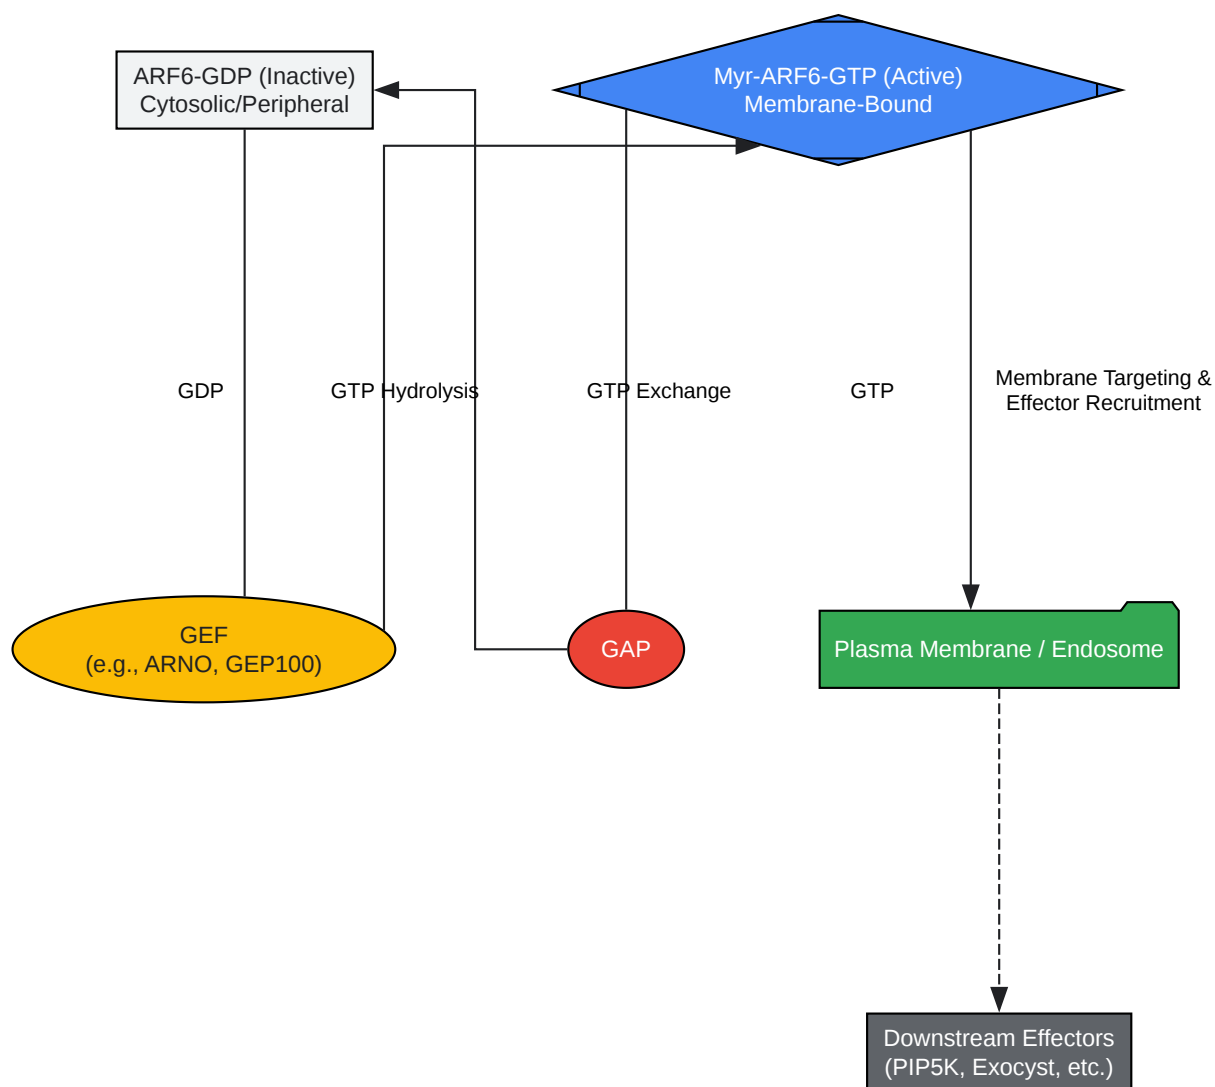 ARF6-GDP (Inactive)
Cytosolic/Peripheral
Myr-ARF6-GTP (Active)
Membrane-Bound
GDP
GTP Hydrolysis
GTP Exchange
GTP
Membrane Targeting &
Effector Recruitment
GEF
(e.g., ARNO, GEP100)
GAP
Plasma Membrane / Endosome
Downstream Effectors
(PIP5K, Exocyst, etc.)